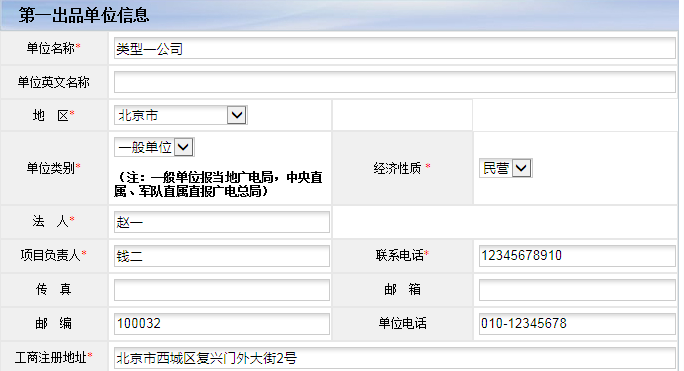 第一出品单位信息
单位名称* 类型一公司
单位英文名称
地 区* 北京市
单位类别* 一般单位
(注：一般单位报当地广电局，中央直
属、军队直属直报广电总局)
经济性质 * 民营
法 人* 赵一
项目负责人* 钱二 联系电话* 12345678910
传 真 邮 箱
邮 编 100032 单位电话 010-12345678
工商注册地址* 北京市西城区复兴门外大街2号